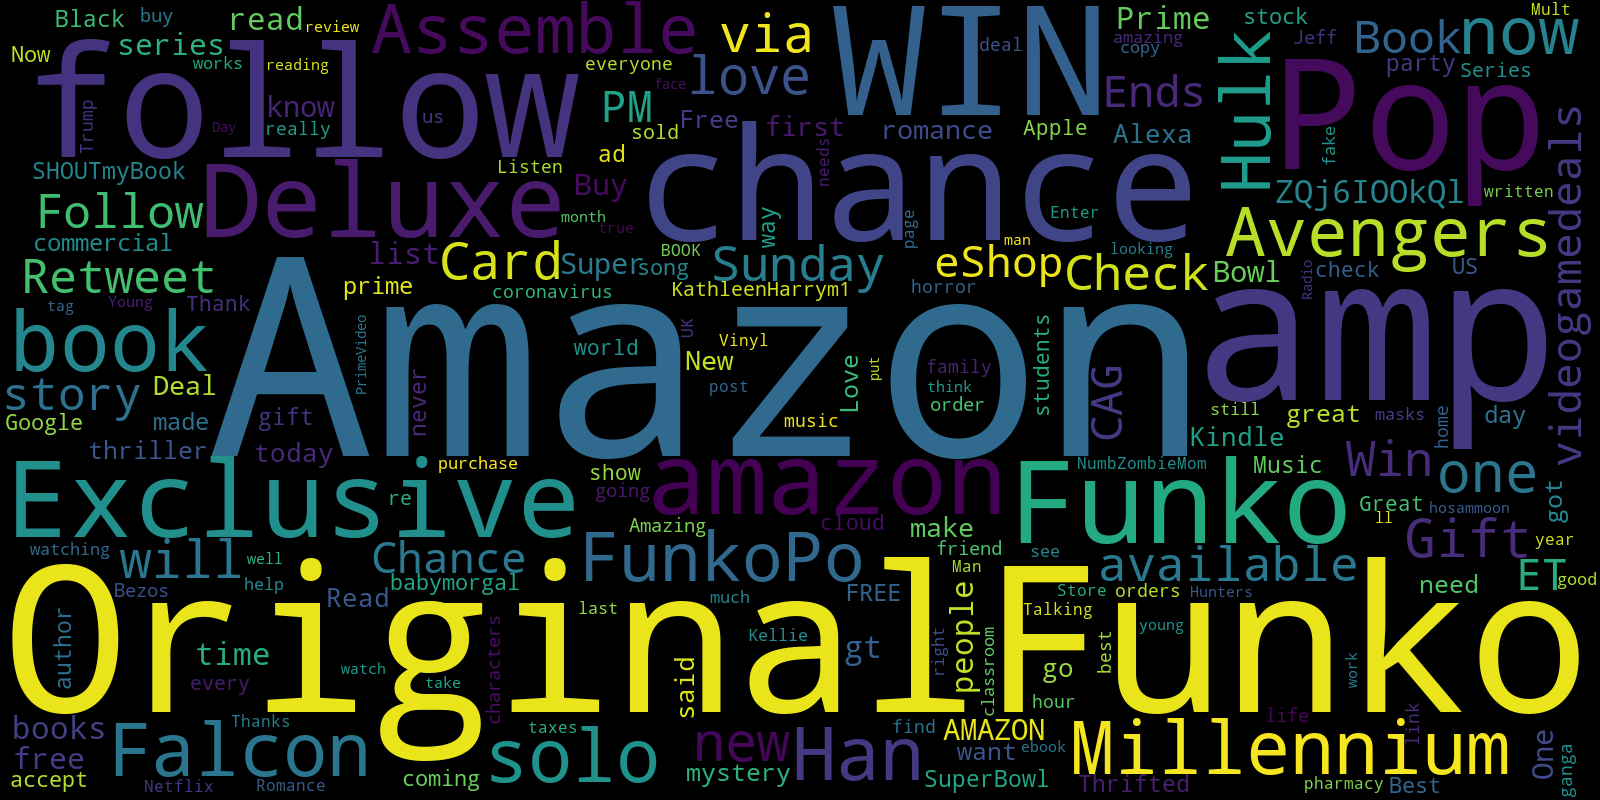 Black
buy
read
review
Assemble
via
WIN
deal
Prime
amazing
copy
stock
Jeff
Book
now
Mult
Now
series
works
reading
follow
everyone
love
face
Ends
Hulk
Pop
party
Series
Trump
know
really
Day
us
PM
sold
Free
first
needs
romance
Apple
Alexa
fake
videogamedeals
SHOUTmyBook
Deluxe
Listen
ad
Buy
chance
ZQj6IOOkQl
written
Follow
month
true
way
page
Enter
Avengers
commercial
list
Card
Super
song
BOOK
Sunday
eShop
man
looking
Check
Bowl
Radio
check
US
Retweet
prime
coronavirus
KathleenHarrym1
horror
tag
Young
Thank
Amazon
amp
book
PrimeVideo
world
UK
Vinyl
New
Love
put
family
students
CAG
story
Deal
never
post
think
order
Google
made
gift
music
still
great
masks
home
day
thriller
today
Kindle
Exclusive
purchase
re
show
going
amazon
Funko
NumbZombieMom
Music
Win
one
got
Amazing
cloud
make
Great
ll
hosammoon
Gift
year
watching
will
well
Chance
FunkoPo
friend
see
available
ET
good
Bezos
help
babymorgal
Man
Read
last
much
FREE
people
Store
orders
Hunters
need
Talking
OriginalFunko
author
time
watch
every
take
characters
said
Kellie
gt
right
classroom
go
best
young
hour
work
books
Thanks
free
Falcon
taxes
solo
new
Han
find
AMAZON
want
ebook
Millennium
life
link
One
ganga
accept
Netflix
Romance
coming
mystery
SuperBowl
Thrifted
pharmacy
Best